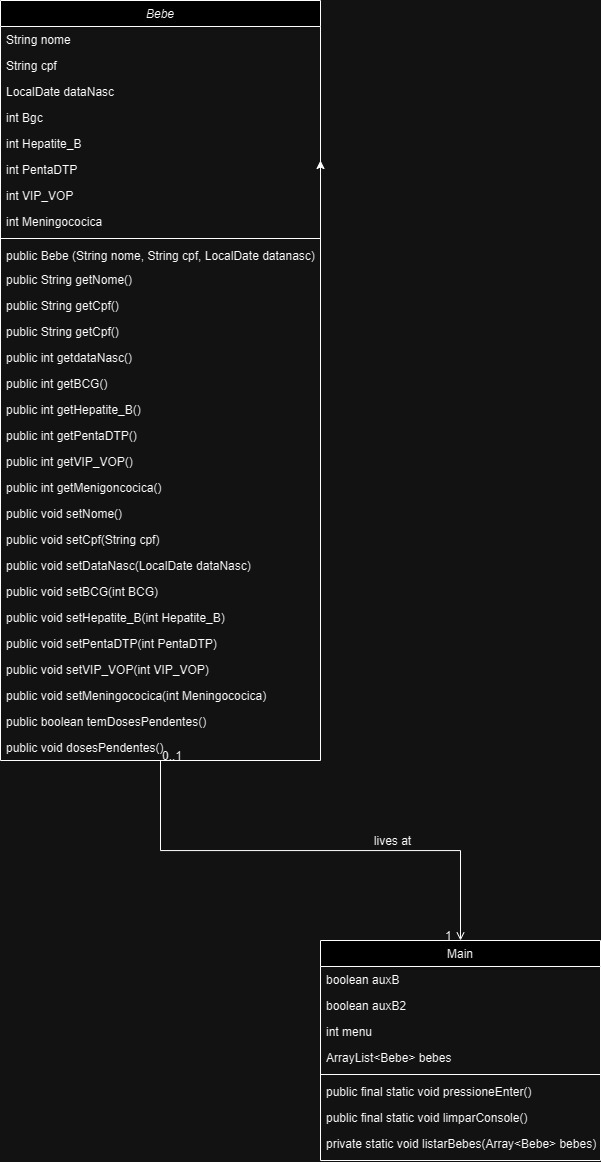 Bebe
String nome
String cpf
LocalDate dataNasc
int Bgc
int Hepatite_B
int PentaDTP
int VIP_VOP
int Meningococica
public Bebe (String nome, String cpf, LocalDate datanasc)
public String getNome()
public String getCpf()
public String getCpf()
public int getdataNasc()
public int getBCG()
public int getHepatite_B()
public int getPentaDTP()
public int getVIP_VOP()
public int getMenigoncocica()
public void setNome()
public void setCpf(String cpf)
public void setDataNasc(LocalDate dataNasc)
public void setBCG(int BCG)
public void setHepatite_B(int Hepatite_B)
public void setPentaDTP(int PentaDTP)
public void setVIP_VOP(int VIP_VOP)
public void setMeningococica(int Meningococica)
public boolean temDosesPendentes()
public void dosesPendentes()
0..1
lives at
1
Main
boolean auxB
boolean auxB2
int menu
ArrayList<Bebe> bebes
public final static void pressioneEnter()
public final static void limparConsole()
private static void listarBebes(Array<Bebe> bebes)